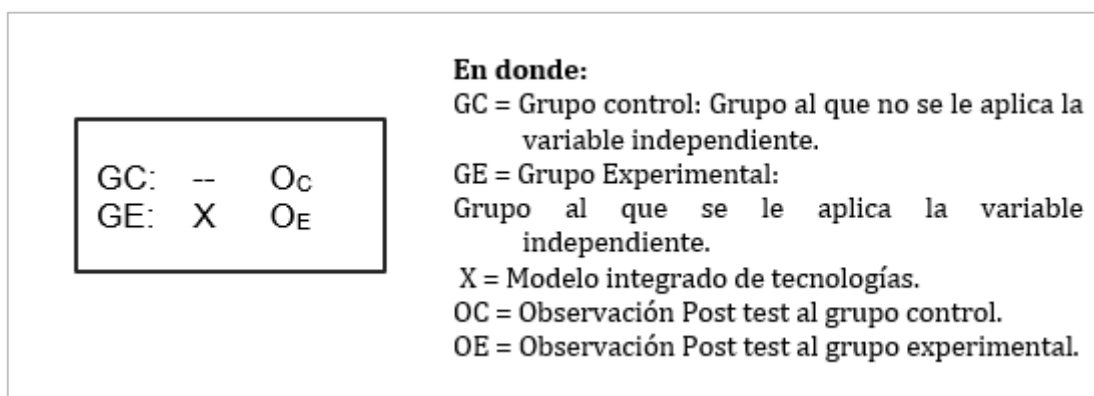 GC: -- OC
GE: X OE
En donde:
GC = Grupo control: Grupo al que no se le aplica la
variable independiente.
GE = Grupo Experimental:
Grupo al que se le aplica la variable
independiente.
X = Modelo integrado de tecnologías.
OC = Observación Post test al grupo control.
OE = Observación Post test al grupo experimental.